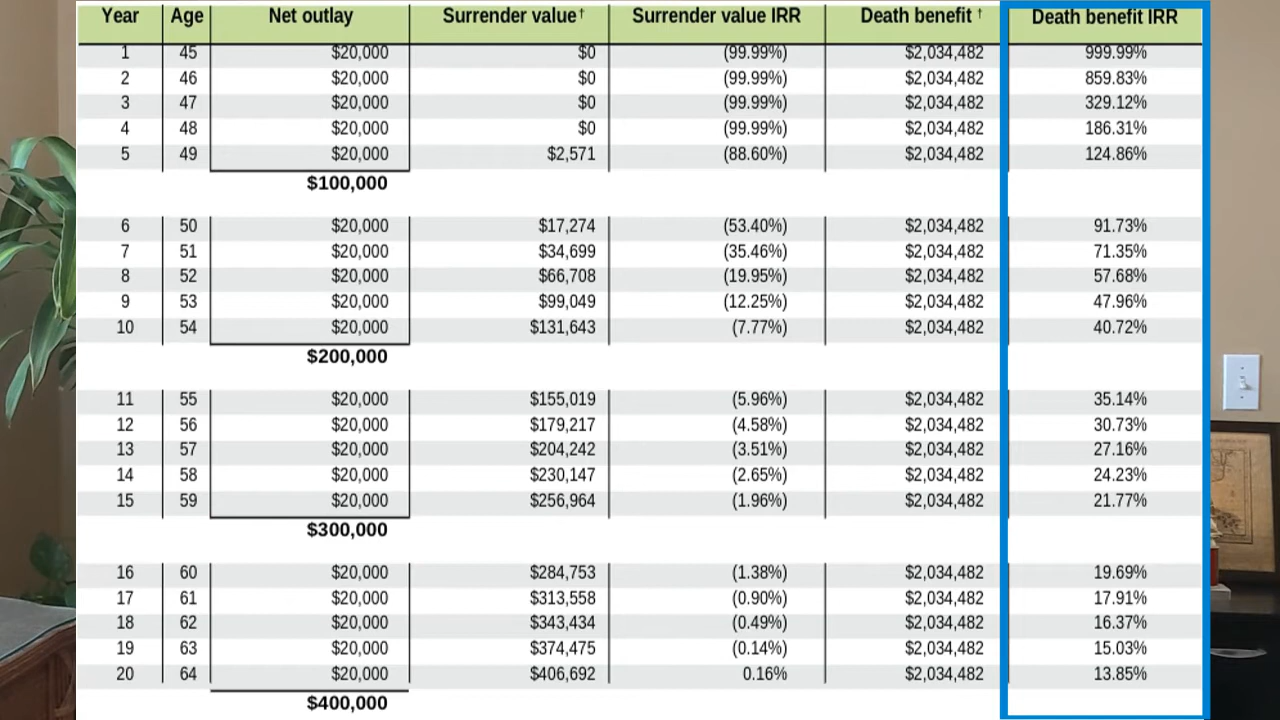 Year Age Net outlay Surrender value† Surrender value IRR Death benefit † Death benefit IRR
1 45 $20,000 $0 (99.99%) $2,034,482 999.99%
2 46 $20,000 $0 (99.99%) $2,034,482 859.83%
3 47 $20,000 $0 (99.99%) $2,034,482 329.12%
4 48 $20,000 $0 (99.99%) $2,034,482 186.31%
5 49 $20,000 $2,571 (88.60%) $2,034,482 124.86%
$100,000
6 50 $20,000 $17,274 (53.40%) $2,034,482 91.73%
7 51 $20,000 $34,699 (35.46%) $2,034,482 71.35%
8 52 $20,000 $66,708 (19.95%) $2,034,482 57.68%
9 53 $20,000 $99,049 (12.25%) $2,034,482 47.96%
10 54 $20,000 $131,643 (7.77%) $2,034,482 40.72%
$200,000
11 55 $20,000 $155,019 (5.96%) $2,034,482 35.14%
12 56 $20,000 $179,217 (4.58%) $2,034,482 30.73%
13 57 $20,000 $204,242 (3.51%) $2,034,482 27.16%
14 58 $20,000 $230,147 (2.65%) $2,034,482 24.23%
15 59 $20,000 $256,964 (1.96%) $2,034,482 21.77%
$300,000
16 60 $20,000 $284,753 (1.38%) $2,034,482 19.69%
17 61 $20,000 $313,558 (0.90%) $2,034,482 17.91%
18 62 $20,000 $343,434 (0.49%) $2,034,482 16.37%
19 63 $20,000 $374,475 (0.14%) $2,034,482 15.03%
20 64 $20,000 $406,692 0.16% $2,034,482 13.85%
$400,000